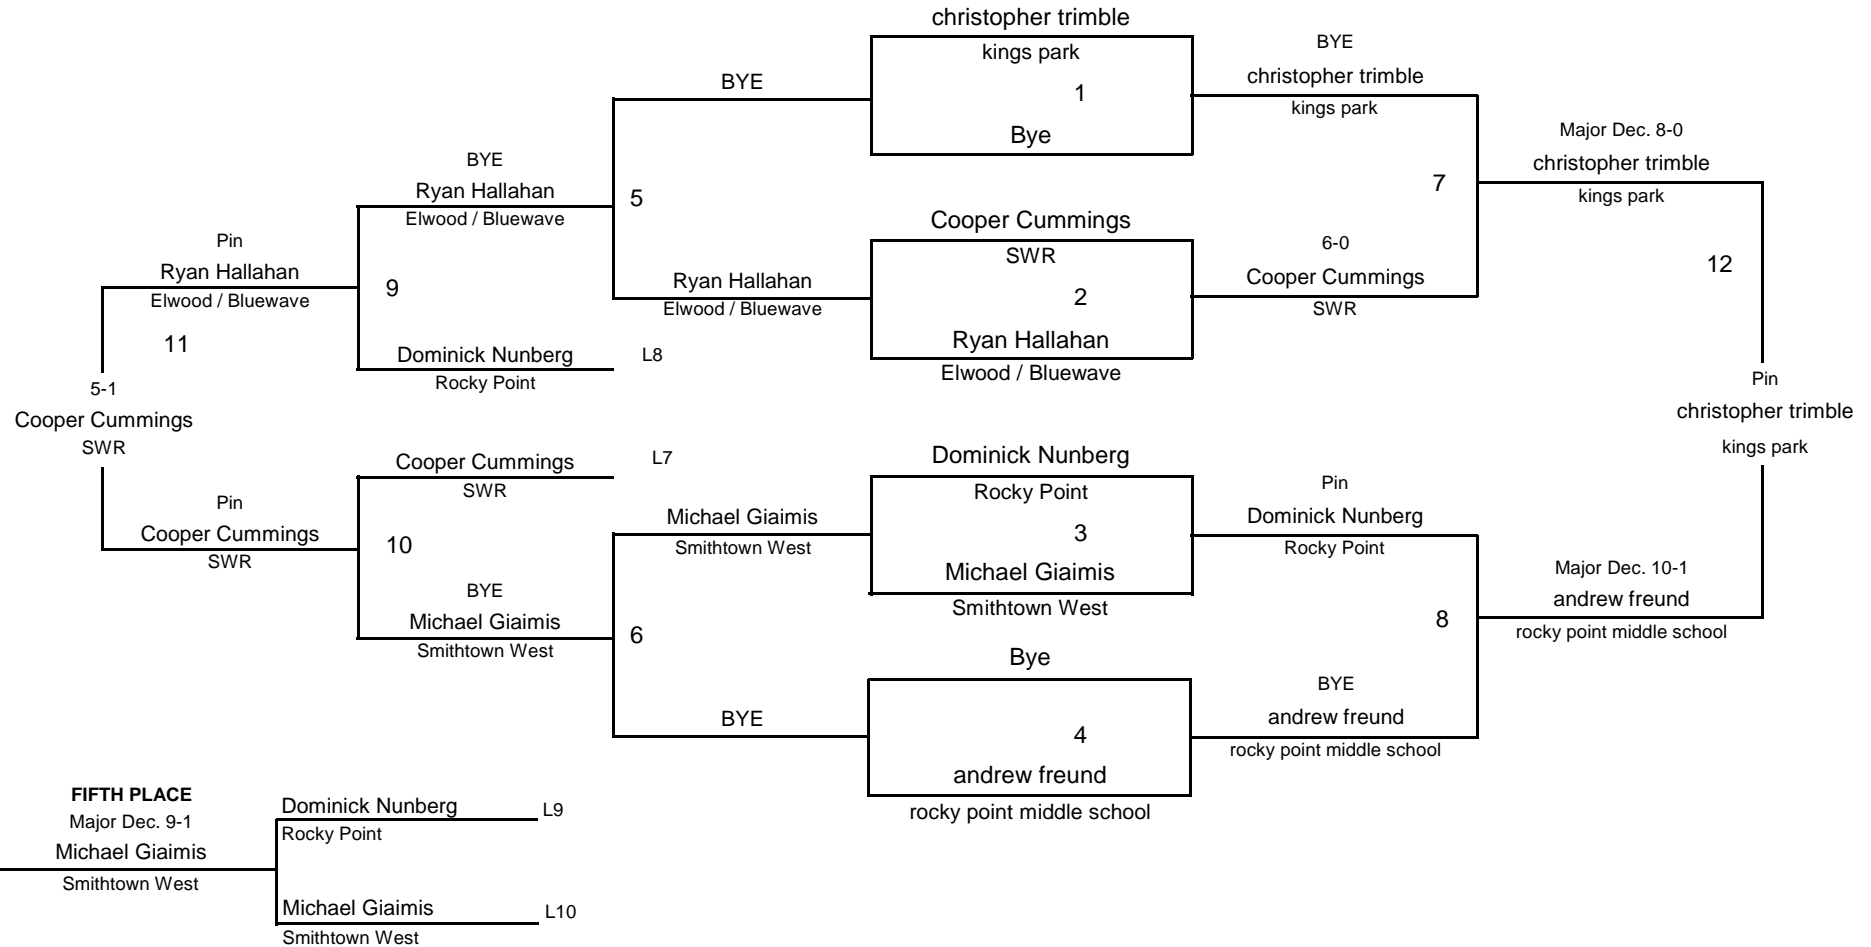 christopher trimble
kings park
1
Bye
BYE
christopher trimble
kings park
BYE
Major Dec. 8-0
christopher trimble
kings park
7
12
BYE
Ryan Hallahan
Elwood / Bluewave
5
Cooper Cummings
SWR
2
Ryan Hallahan
Elwood / Bluewave
6-0
Cooper Cummings
SWR
Pin
Ryan Hallahan
Elwood / Bluewave
11
9
Ryan Hallahan
Elwood / Bluewave
Dominick Nunberg
Rocky Point
L8
5-1
Cooper Cummings
SWR
Pin
christopher trimble
kings park
Cooper Cummings
SWR
L7
Dominick Nunberg
Rocky Point
3
Michael Giaimis
Smithtown West
Pin
Dominick Nunberg
Rocky Point
Pin
Cooper Cummings
SWR
10
Michael Giaimis
Smithtown West
BYE
Michael Giaimis
Smithtown West
6
8
Major Dec. 10-1
andrew freund
rocky point middle school
Bye
4
andrew freund
rocky point middle school
BYE
BYE
andrew freund
rocky point middle school
FIFTH PLACE
Major Dec. 9-1
Michael Giaimis
Smithtown West
Dominick Nunberg
Rocky Point
L9
Michael Giaimis
Smithtown West
L10